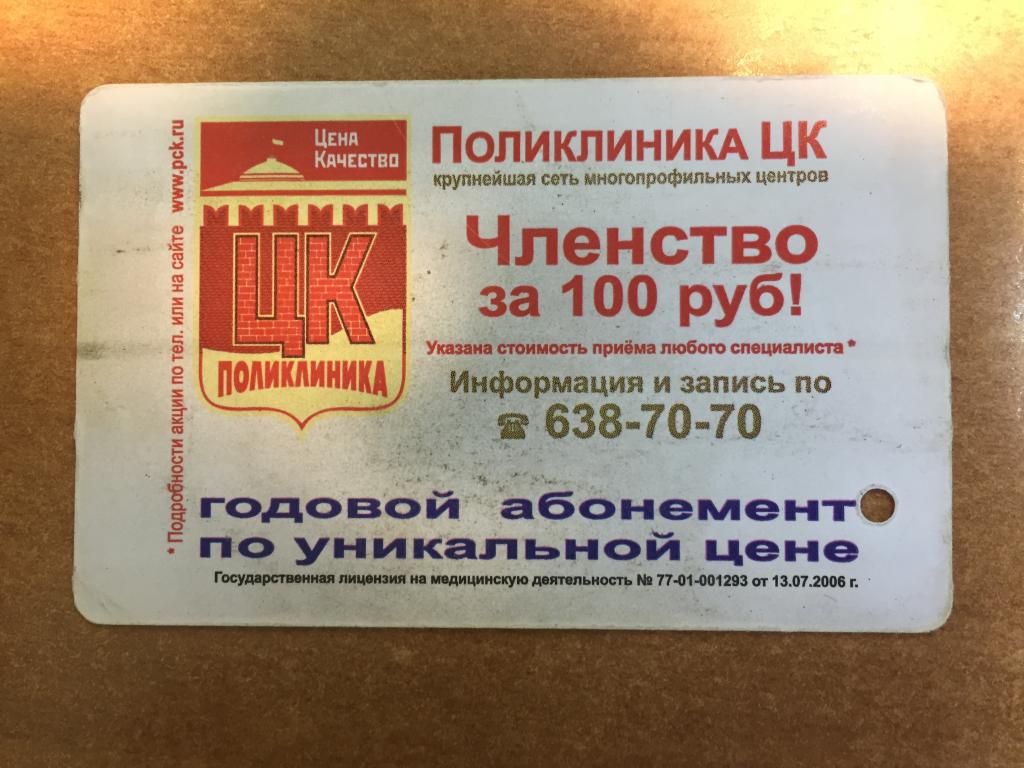 * Подробности акции по тел. или на сайте www.pck.ru
Цена
Качество
ЦК
ПОЛИКЛИНИКА
Поликлиника ЦК
крупнейшая сеть многопрофильных центров
Членство
за 100 руб!
Указана стоимость приёма любого специалиста *
Информация и запись по
☎ 638-70-70
годовой абонемент
по уникальной цене
Государственная лицензия на медицинскую деятельность № 77-01-001293 от 13.07.2006 г.